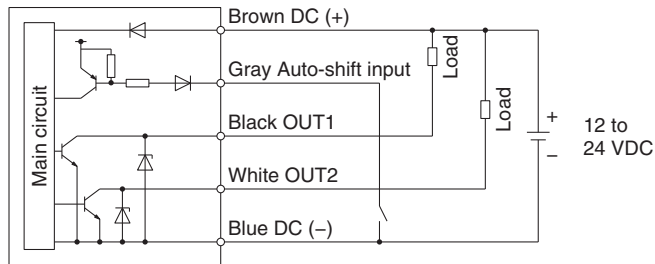 Brown DC (+)
Gray Auto-shift input
Black OUT1
White OUT2
Blue DC (−)
Main circuit
Load
Load
+
−
12 to
24 VDC